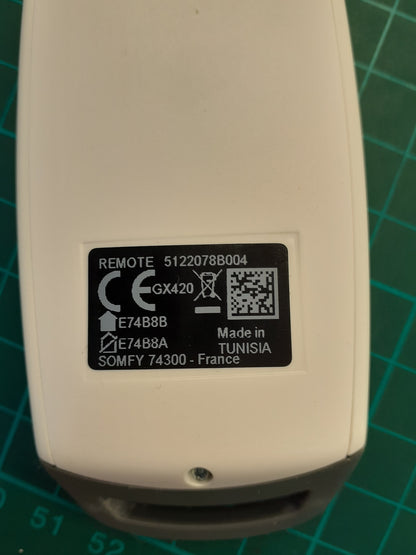 REMOTE 5122078B004
CE GX420
E74B8B
E74B8A
Made in
TUNISIA
SOMFY 74300 - France
51
52